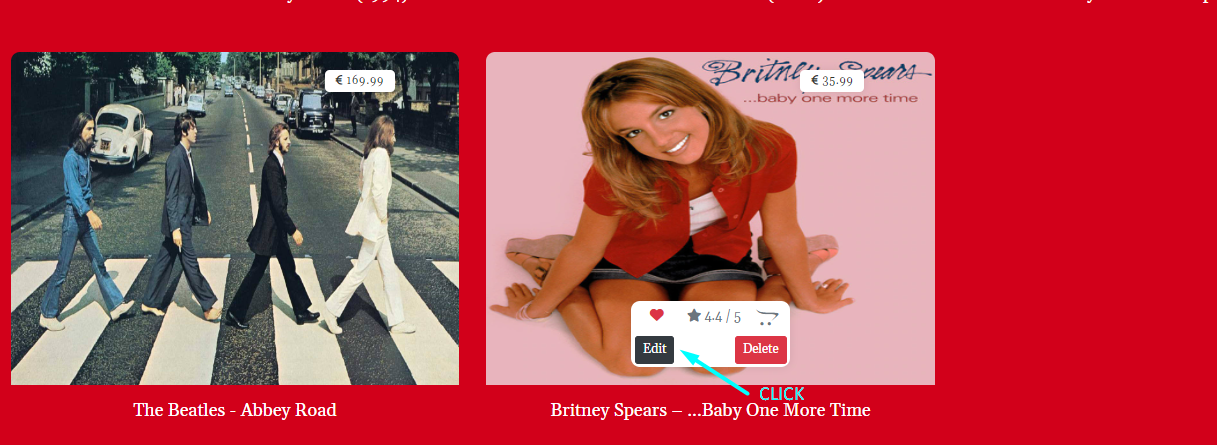 € 169.99
Britney Spears
€ 35.99
...baby one more time
4.4 / 5
Edit
Delete
CLICK
The Beatles - Abbey Road
Britney Spears – ...Baby One More Time